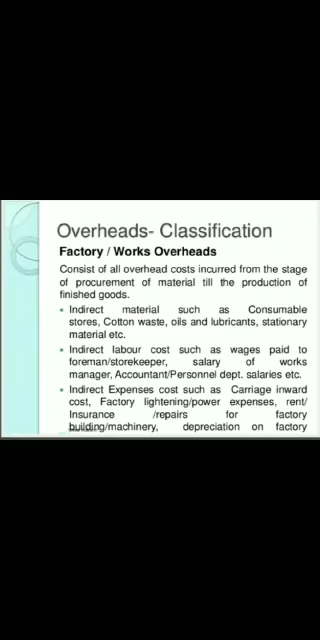 Overheads- Classification
Factory / Works Overheads
Consist of all overhead costs incurred from the stage
of procurement of material till the production of
finished goods.
Indirect material such as Consumable
stores, Cotton waste, oils and lubricants, stationary
material etc.
Indirect labour cost such as wages paid to
foreman/storekeeper, salary of works
manager, Accountant/Personnel dept. salaries etc.
Indirect Expenses cost such as Carriage inward
cost, Factory lightening/power expenses, rent/
Insurance /repairs for factory
building/machinery, depreciation on factory